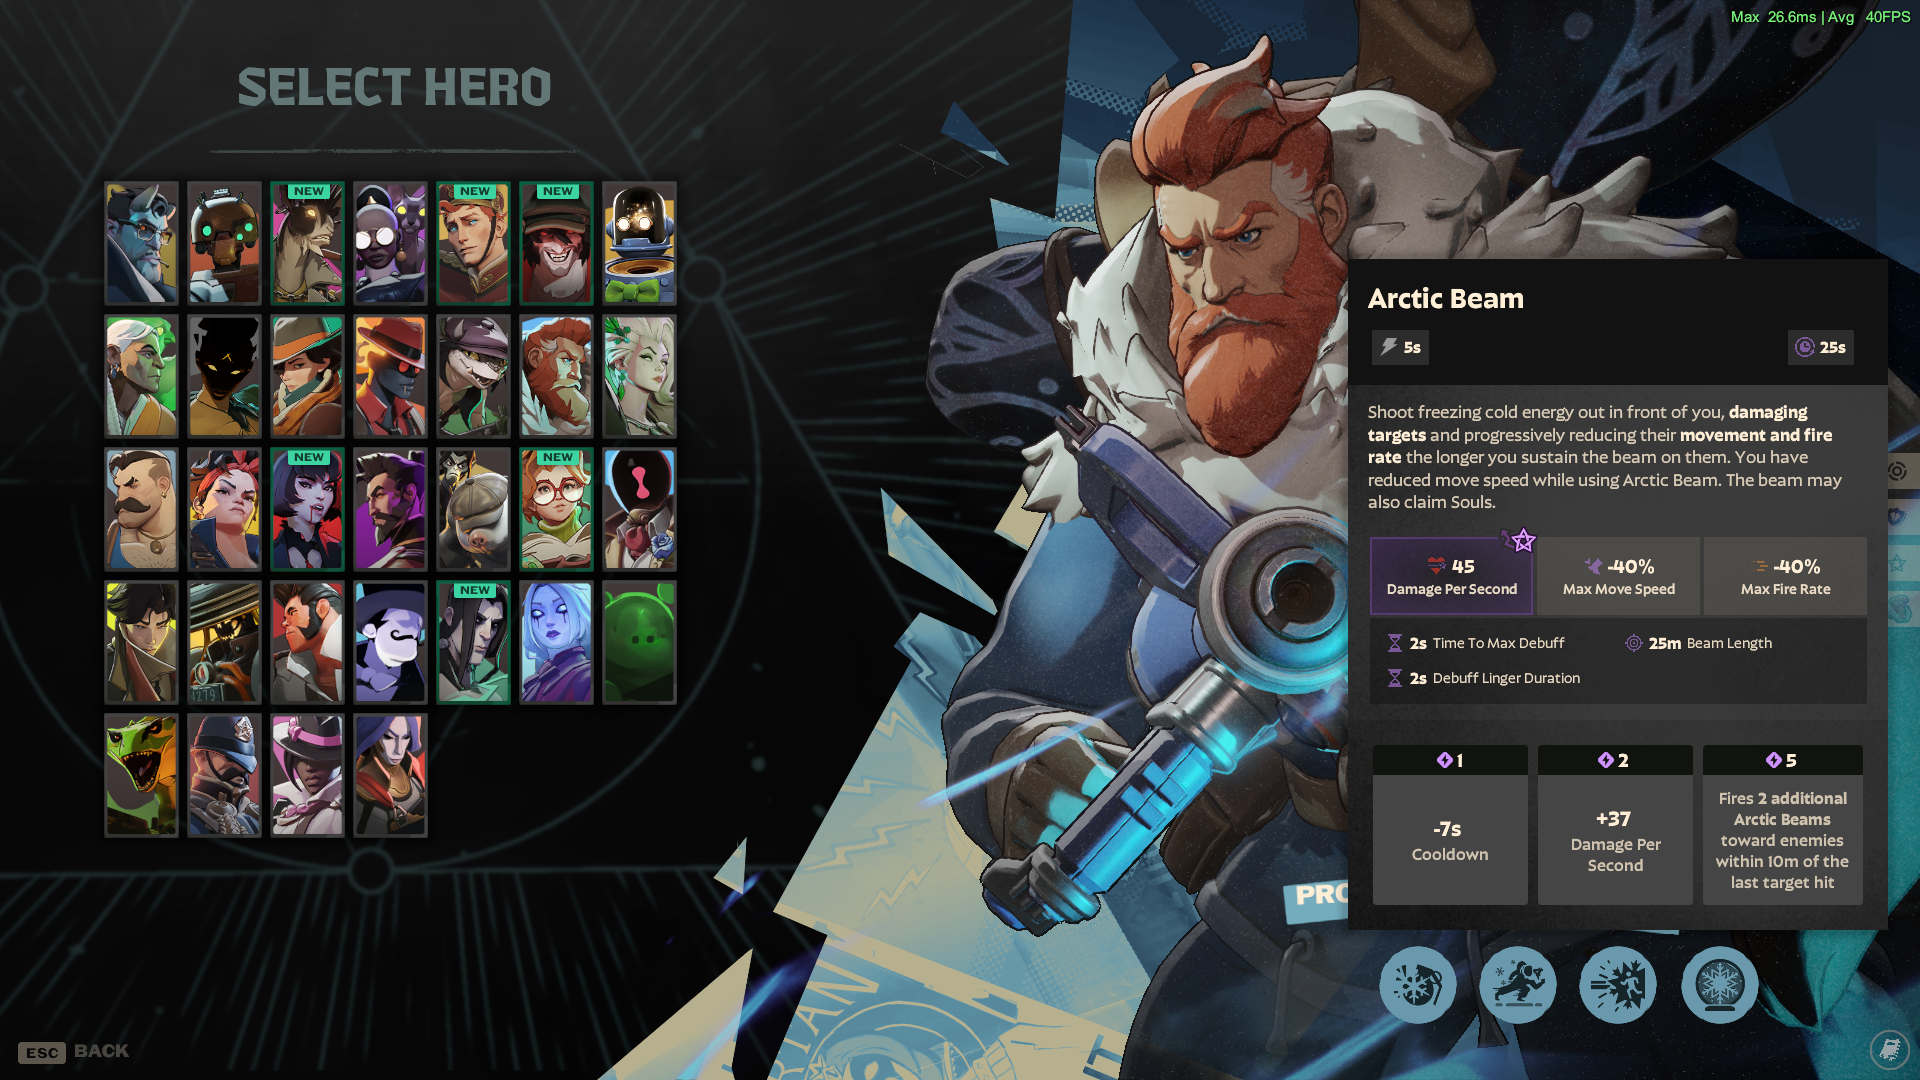 Max 26.6ms | Avg 40FPS
SELECT HERO
NEW
NEW
NEW
NEW
NEW
NEW
Arctic Beam
5s
25s
Shoot freezing cold energy out in front of you, damaging
targets and progressively reducing their movement and fire
rate the longer you sustain the beam on them. You have
reduced move speed while using Arctic Beam. The beam may
also claim Souls.
45
Damage Per Second
-40%
Max Move Speed
-40%
Max Fire Rate
2s Time To Max Debuff
25m Beam Length
2s Debuff Linger Duration
1
-7s
Cooldown
2
+37
Damage Per
Second
5
Fires 2 additional
Arctic Beams
toward enemies
within 10m of the
last target hit
PRO
4279
ESC BACK